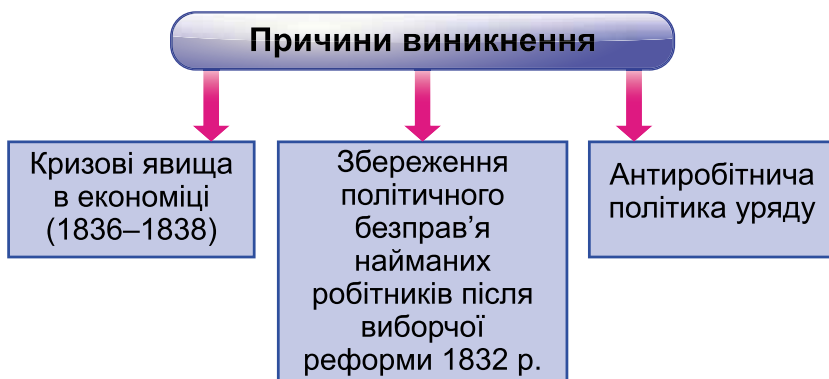 Причини виникнення
Кризові явища
в економіці
(1836–1838)
Збереження
політичного
безправ’я
найманих
робітників після
виборчої
реформи 1832 р.
Антиробітнича
політика уряду